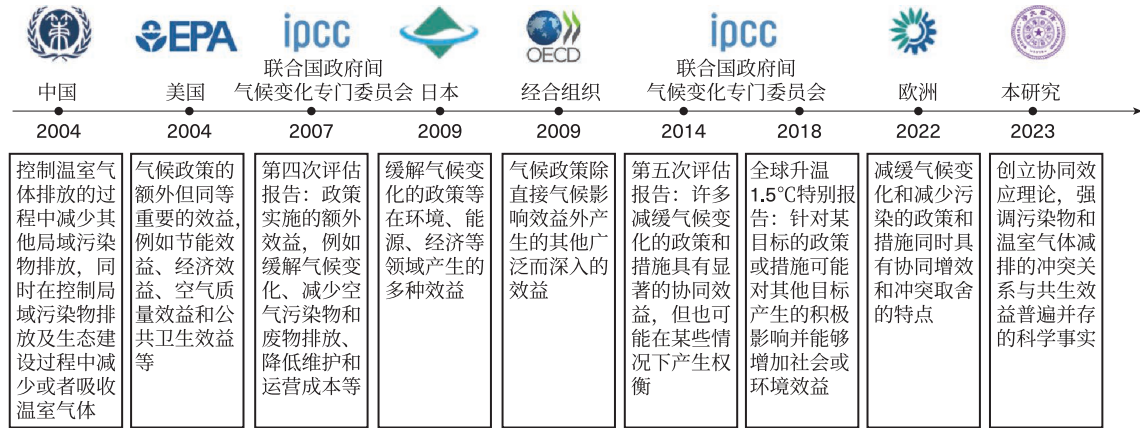 EPA
ipcc
OECD
ipcc
中国
美国
联合国政府间
气候变化专门委员会
日本
经合组织
联合国政府间
气候变化专门委员会
欧洲
本研究
2004
2004
2007
2009
2009
2014
2018
2022
2023
控制温室气
体排放的过
程中减少其
他局域污染
物排放，同
时在控制局
域污染物排
放及生态建
设过程中减
少或者吸收
温室气体
气候政策的
额外但同等
重要的效益，
例如节能效
益、经济效
益、空气质
量效益和公
共卫生效益
等
第四次评估
报告：政策
实施的额外
效益，例如
缓解气候变
化、减少空
气污染物和
废物排放、
降低维护和
运营成本等
缓解气候变
化的政策等
在环境、能
源、经济等
领域产生的
多种效益
气候政策除
直接气候影
响效益外产
生的其他广
泛而深入的
效益
第五次评估
报告：许多
减缓气候变
化的政策和
措施具有显
著的协同效
益，但也可
能在某些情
况下产生权
衡
全球升温
1.5℃特别报
告：针对某
目标的政策
或措施可能
对其他目标
产生的积极
影响并能够
增加社会或
环境效益
减缓气候变
化和减少污
染的政策和
措施同时具
有协同增效
和冲突取舍
的特点
创立协同效
应理论，强
调污染物和
温室气体减
排的冲突关
系与共生效
益普遍并存
的科学事实